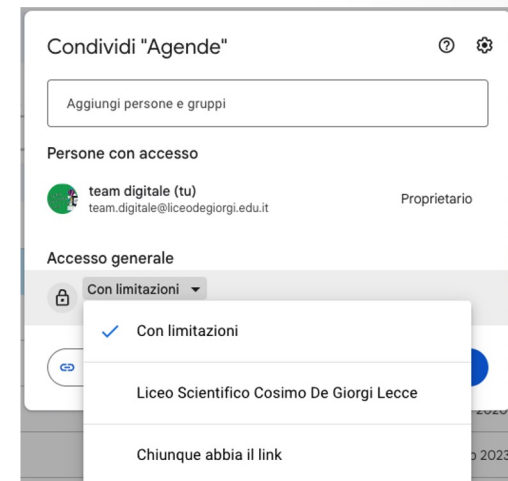 Condividi "Agende"
Aggiungi persone e gruppi
Persone con accesso
team digitale (tu)
team.digitale@liceodegiorgi.edu.it
Proprietario
Accesso generale
Con limitazioni
Con limitazioni
Liceo Scientifico Cosimo De Giorgi Lecce
Chiunque abbia il link
2023